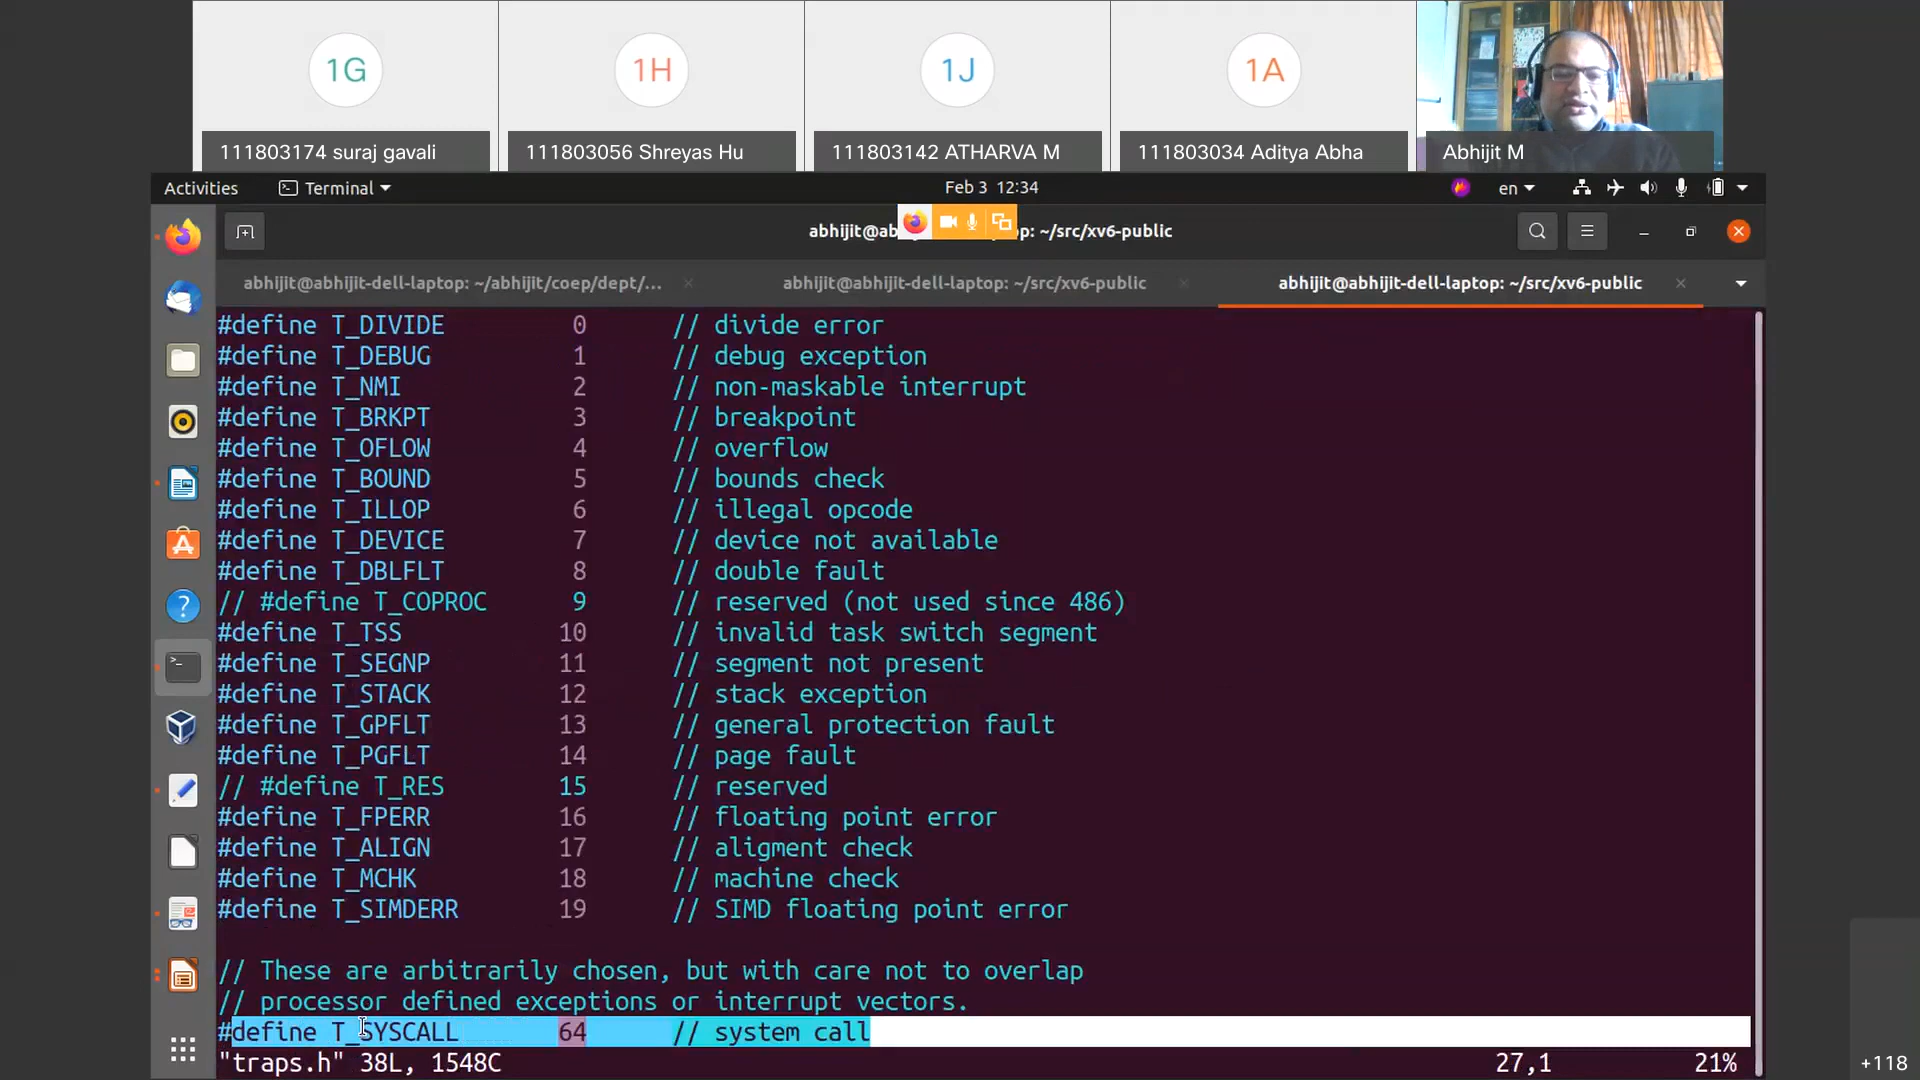 1G
1H
1J
1A
111803174 suraj gavali
111803056 Shreyas Hu
111803142 ATHARVA M
111803034 Aditya Abha
Abhijit M
Activities
Terminal
Feb 3 12:34
en
abhijit@ab
op: ~/src/xv6-public
abhijit@abhijit-dell-laptop: ~/abhijit/coep/dept/...
abhijit@abhijit-dell-laptop: ~/src/xv6-public
abhijit@abhijit-dell-laptop: ~/src/xv6-public
#define T_DIVIDE 0 // divide error
#define T_DEBUG 1 // debug exception
#define T_NMI 2 // non-maskable interrupt
#define T_BRKPT 3 // breakpoint
#define T_OFLOW 4 // overflow
#define T_BOUND 5 // bounds check
#define T_ILLOP 6 // illegal opcode
#define T_DEVICE 7 // device not available
#define T_DBLFLT 8 // double fault
// #define T_COPROC 9 // reserved (not used since 486)
#define T_TSS 10 // invalid task switch segment
#define T_SEGNP 11 // segment not present
#define T_STACK 12 // stack exception
#define T_GPFLT 13 // general protection fault
#define T_PGFLT 14 // page fault
// #define T_RES 15 // reserved
#define T_FPERR 16 // floating point error
#define T_ALIGN 17 // aligment check
#define T_MCHK 18 // machine check
#define T_SIMDERR 19 // SIMD floating point error
// These are arbitrarily chosen, but with care not to overlap
// processor defined exceptions or interrupt vectors.
#define T_SYSCALL 64 // system call
"traps.h" 38L, 1548C 27,1 21%
+118